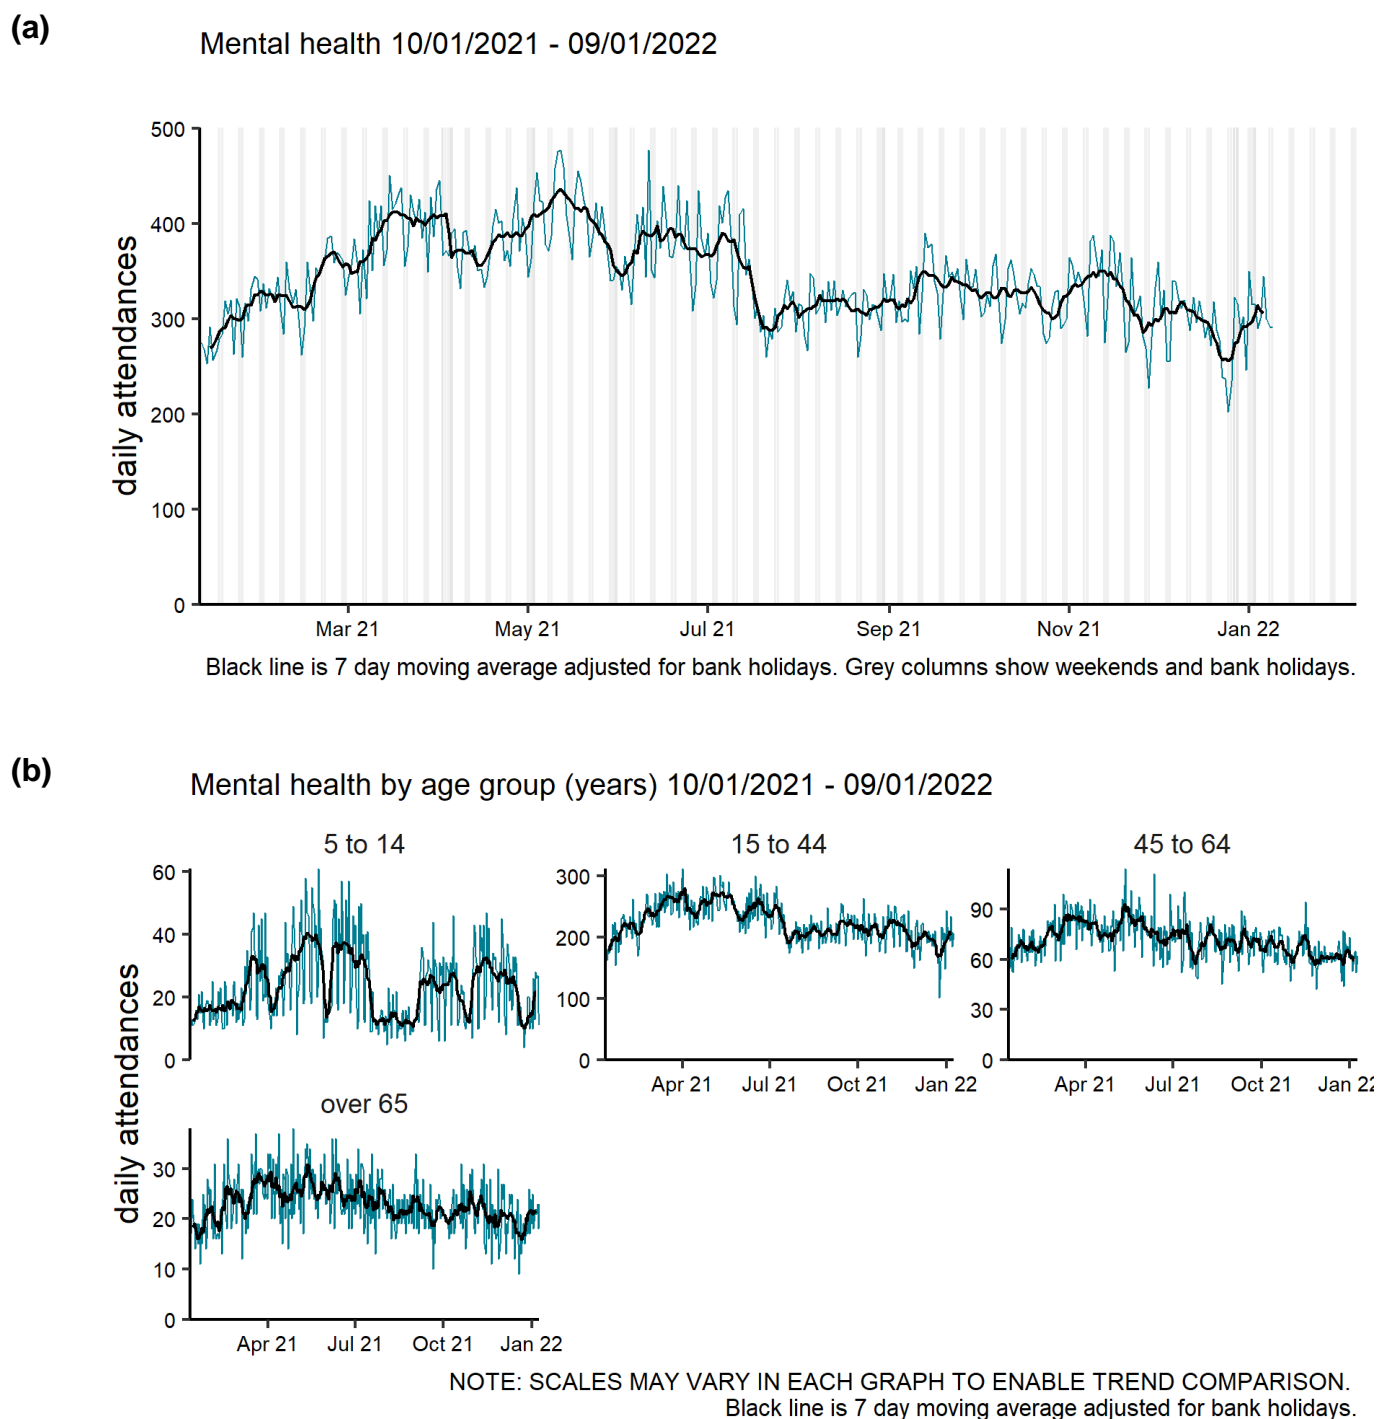 (a)
Mental health 10/01/2021 - 09/01/2022
500
400
300
200
100
0
daily attendances
Mar 21 May 21 Jul 21 Sep 21 Nov 21 Jan 22
Black line is 7 day moving average adjusted for bank holidays. Grey columns show weekends and bank holidays.
(b)
Mental health by age group (years) 10/01/2021 - 09/01/2022
5 to 14 15 to 44 45 to 64
60
40
20
0
300
200
100
0
90
60
30
0
Apr 21 Jul 21 Oct 21 Jan 22
Apr 21 Jul 21 Oct 21 Jan 22
daily attendances
over 65
30
20
10
0
Apr 21 Jul 21 Oct 21 Jan 22
NOTE: SCALES MAY VARY IN EACH GRAPH TO ENABLE TREND COMPARISON.
Black line is 7 day moving average adjusted for bank holidays.